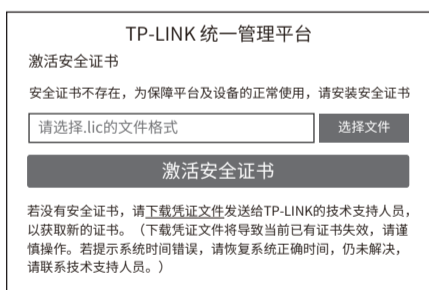 TP-LINK 统一管理平台
激活安全证书
安全证书不存在，为保障平台及设备的正常使用，请安装安全证书
请选择.lic的文件格式
选择文件
激活安全证书
若没有安全证书，请下载凭证文件发送给TP-LINK的技术支持人员，
以获取新的证书。（下载凭证文件将导致当前已有证书失效，请谨
慎操作。若提示系统时间错误，请恢复系统正确时间，仍未解决，
请联系技术支持人员。）